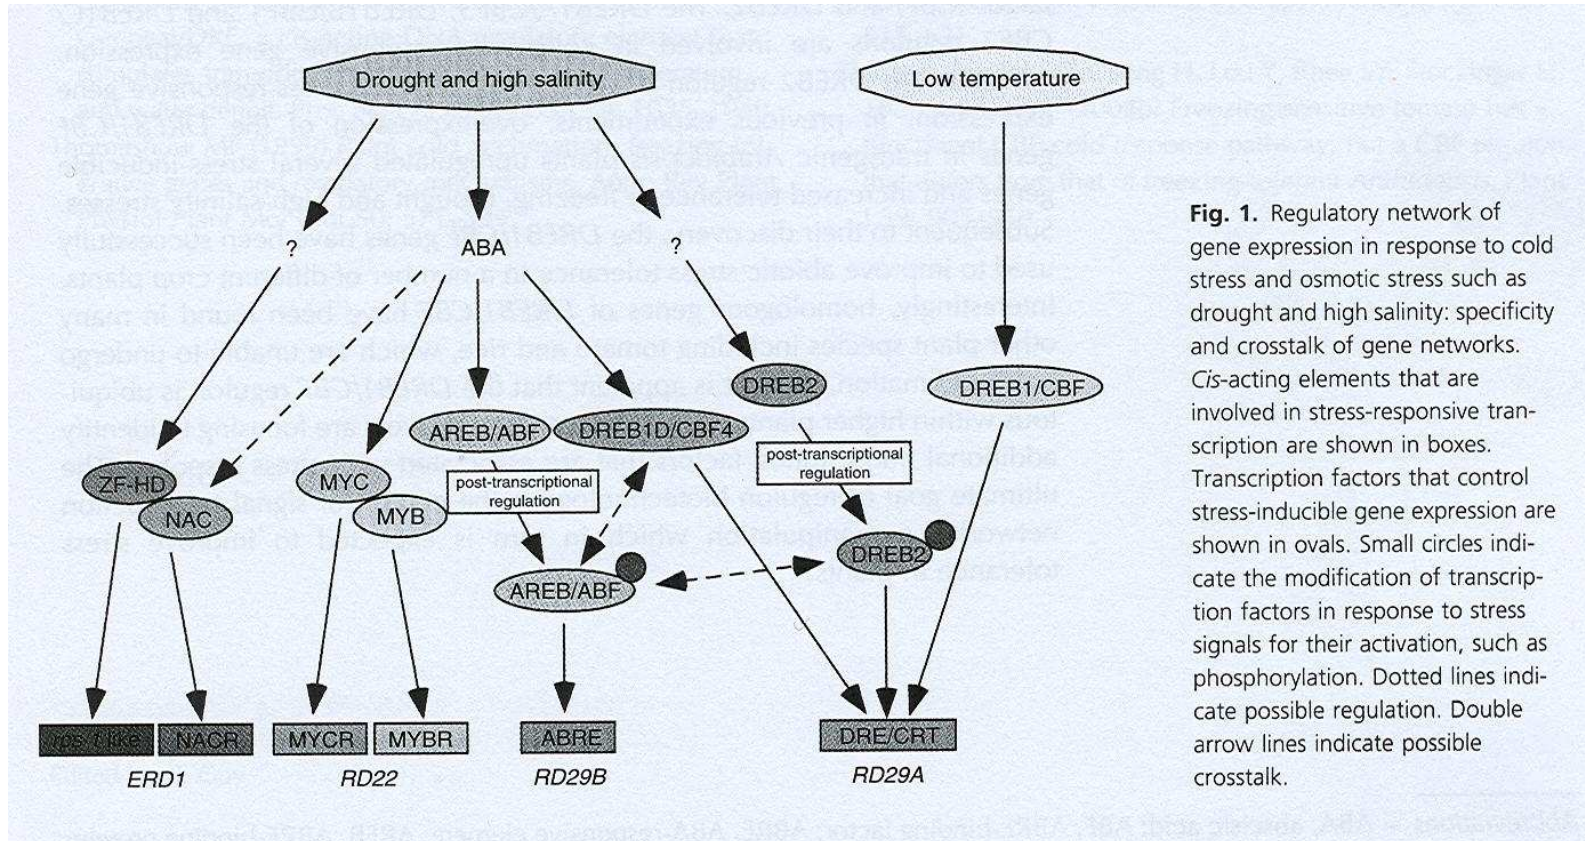 Drought and high salinity
Low temperature
?
ABA
?
DREB2
DREB1/CBF
AREB/ABF
DREB1D/CBF4
ZF-HD
NAC
MYC
MYB
post-transcriptional
regulation
post-transcriptional
regulation
AREB/ABF
DREB2
NACR
MYCR
MYBR
ABRE
DRE/CRT
ERD1
RD22
RD29B
RD29A
Fig. 1. Regulatory network of
gene expression in response to cold
stress and osmotic stress such as
drought and high salinity: specificity
and crosstalk of gene networks.
Cis-acting elements that are
involved in stress-responsive tran-
scription are shown in boxes.
Transcription factors that control
stress-inducible gene expression are
shown in ovals. Small circles indi-
cate the modification of transcrip-
tion factors in response to stress
signals for their activation, such as
phosphorylation. Dotted lines indi-
cate possible regulation. Double
arrow lines indicate possible
crosstalk.